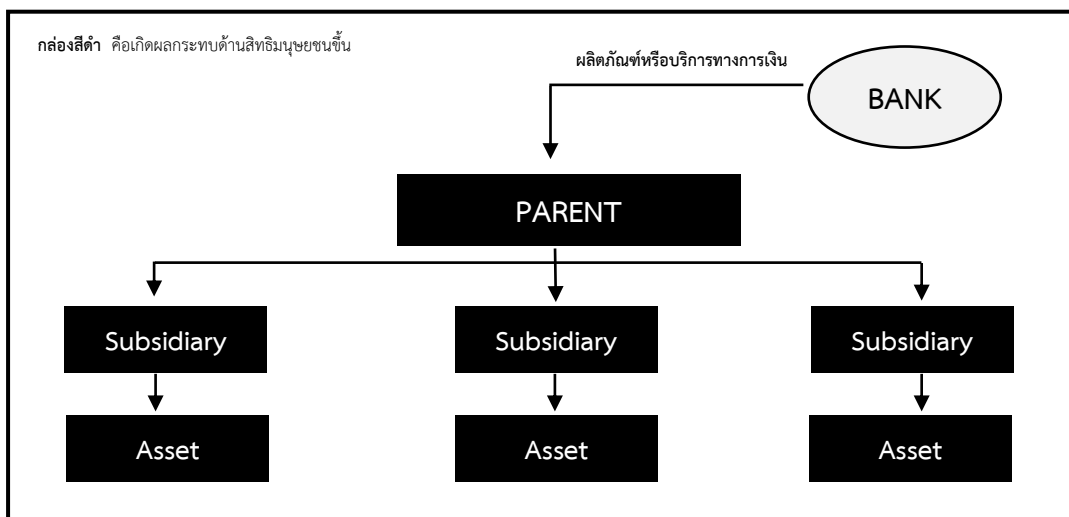 กล่องสีดำ คือเกิดผลกระทบด้านสิทธิมนุษยชนขึ้น
ผลิตภัณฑ์หรือบริการทางการเงิน
BANK
PARENT
Subsidiary Subsidiary Subsidiary
Asset Asset Asset